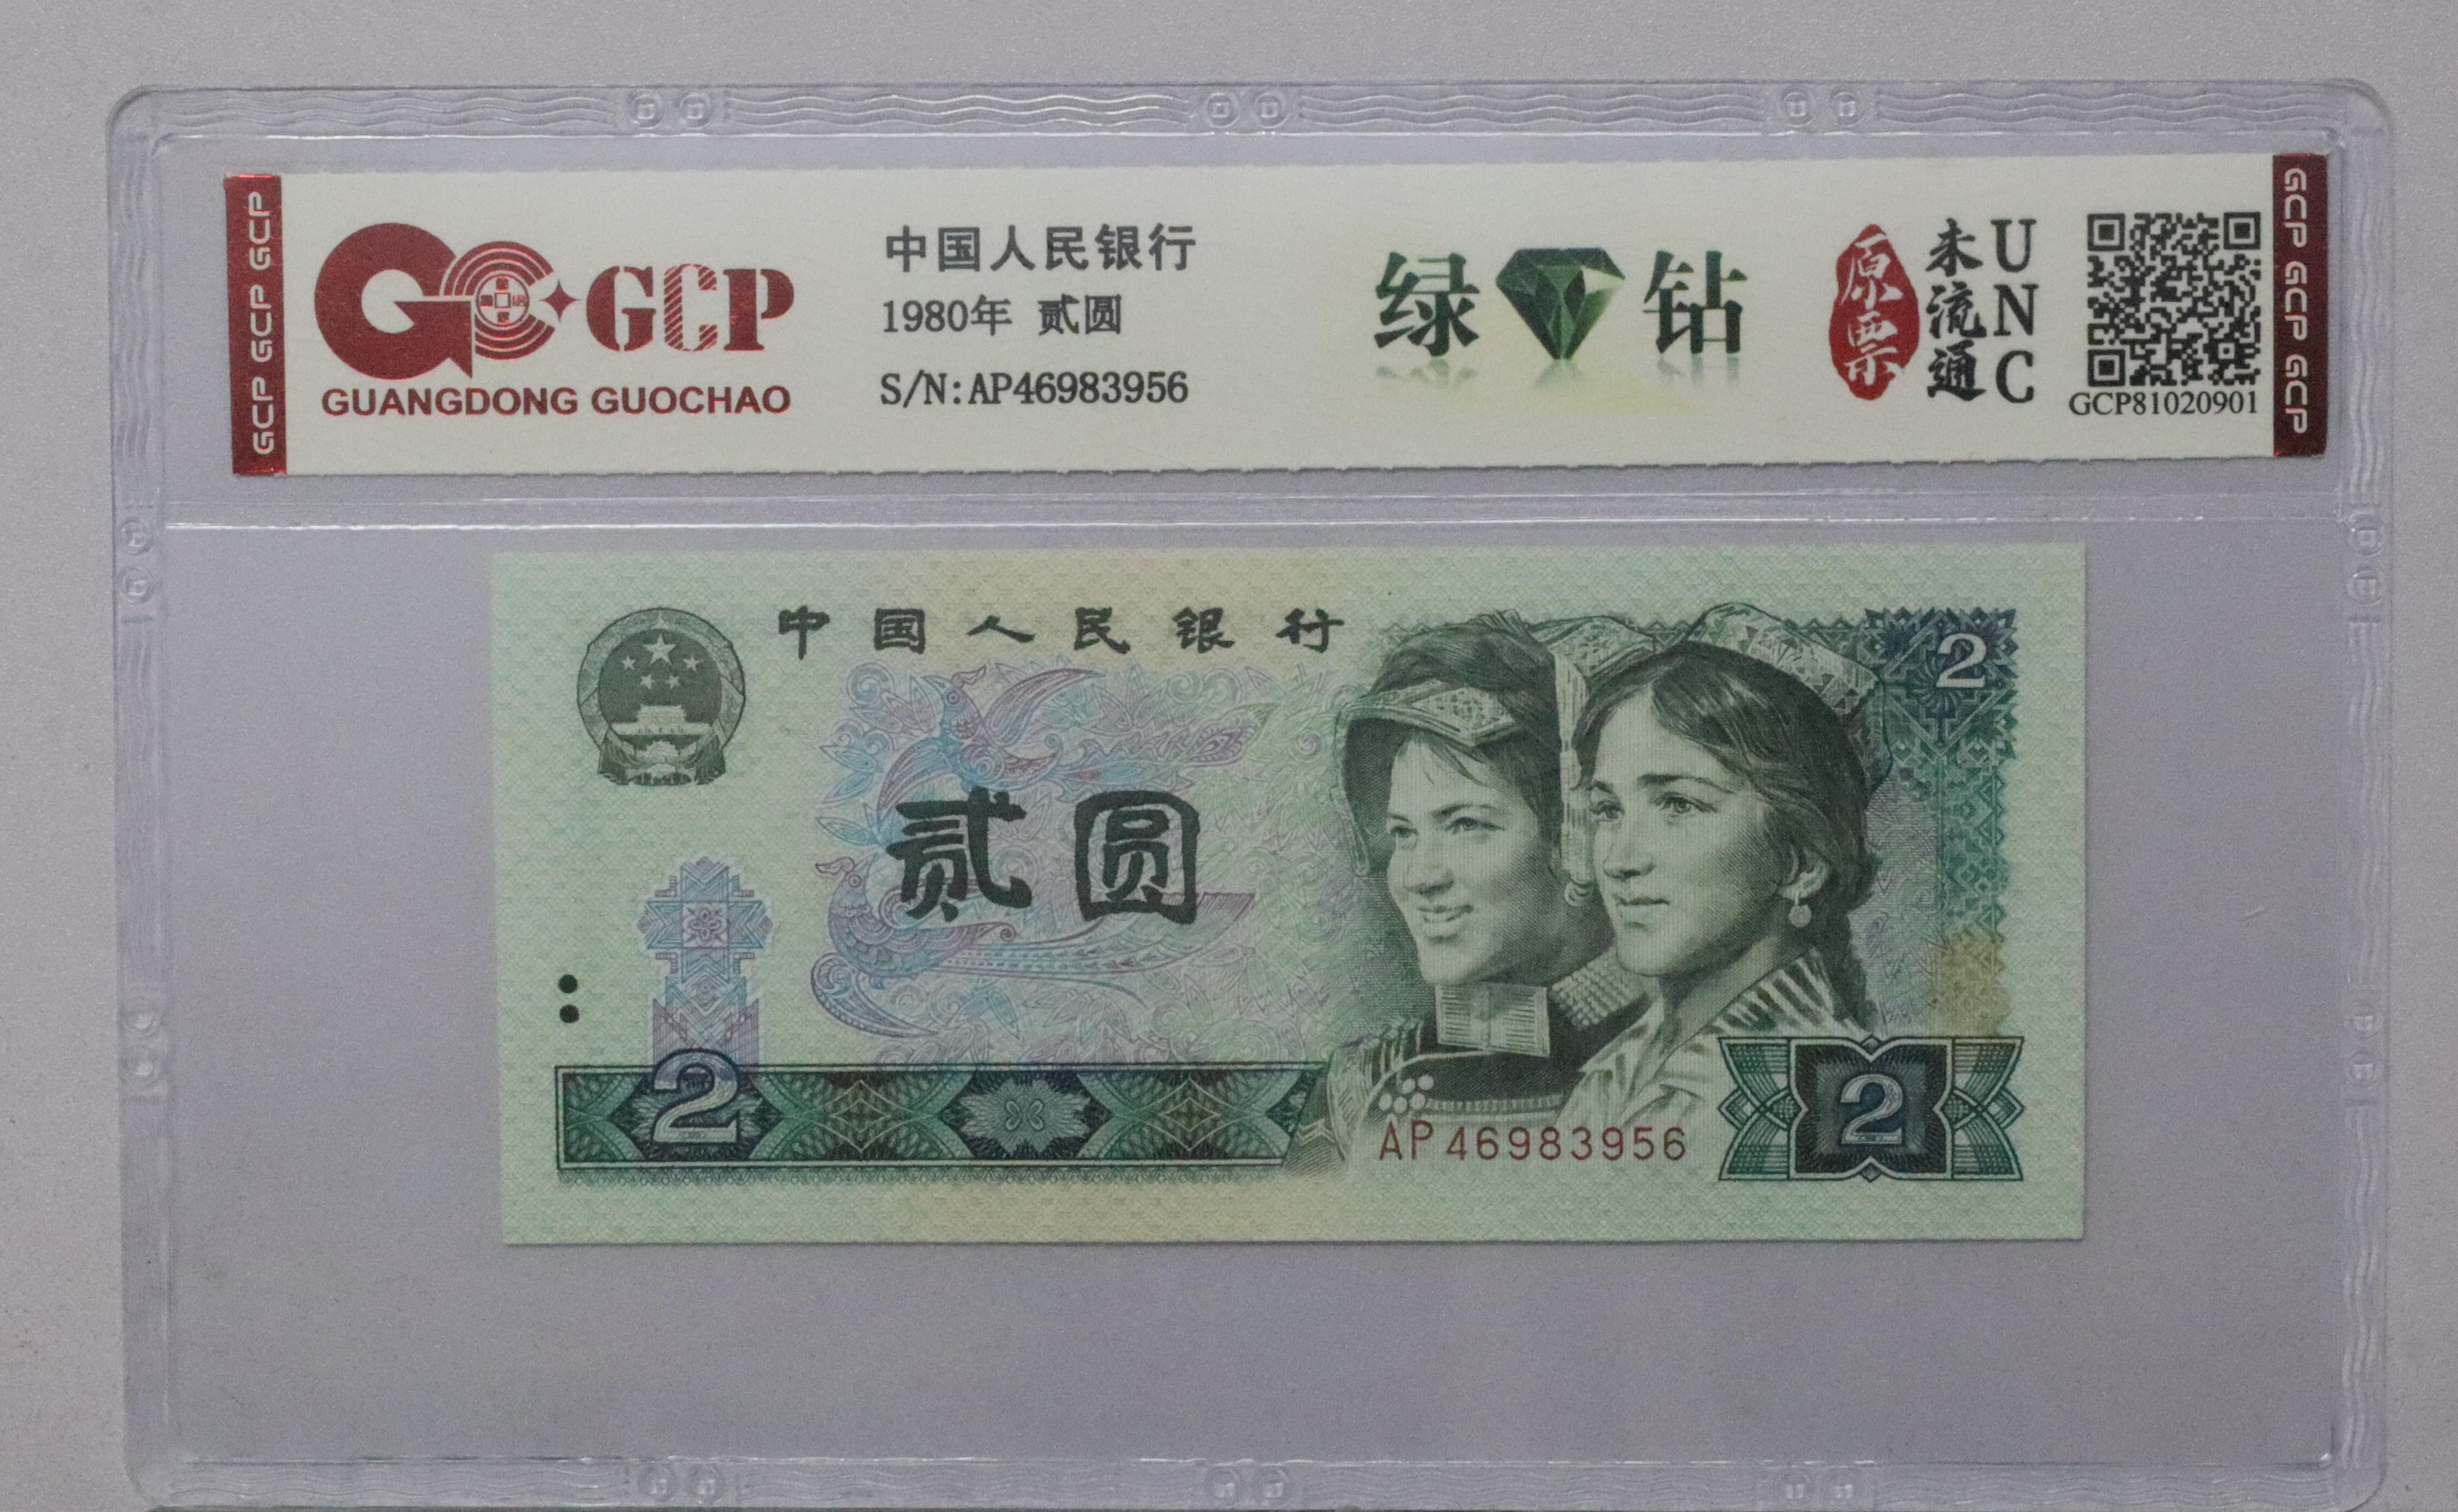 GCP GCP GCP
GCP
GUANGDONG GUOCHAO
中国人民银行
1980年 贰圆
S/N:AP46983956
绿钻
原票
未流通
UNC
GCP81020901
GCP GCP GCP
中国人民银行
2
贰圆
2
AP46983956
2